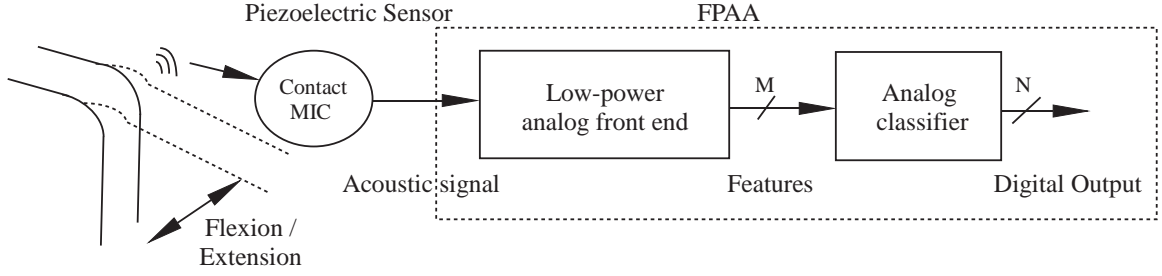 Piezoelectric Sensor
FPAA
Contact
MIC
Low-power
analog front end
M
Analog
classifier
N
Acoustic signal
Features
Digital Output
Flexion /
Extension